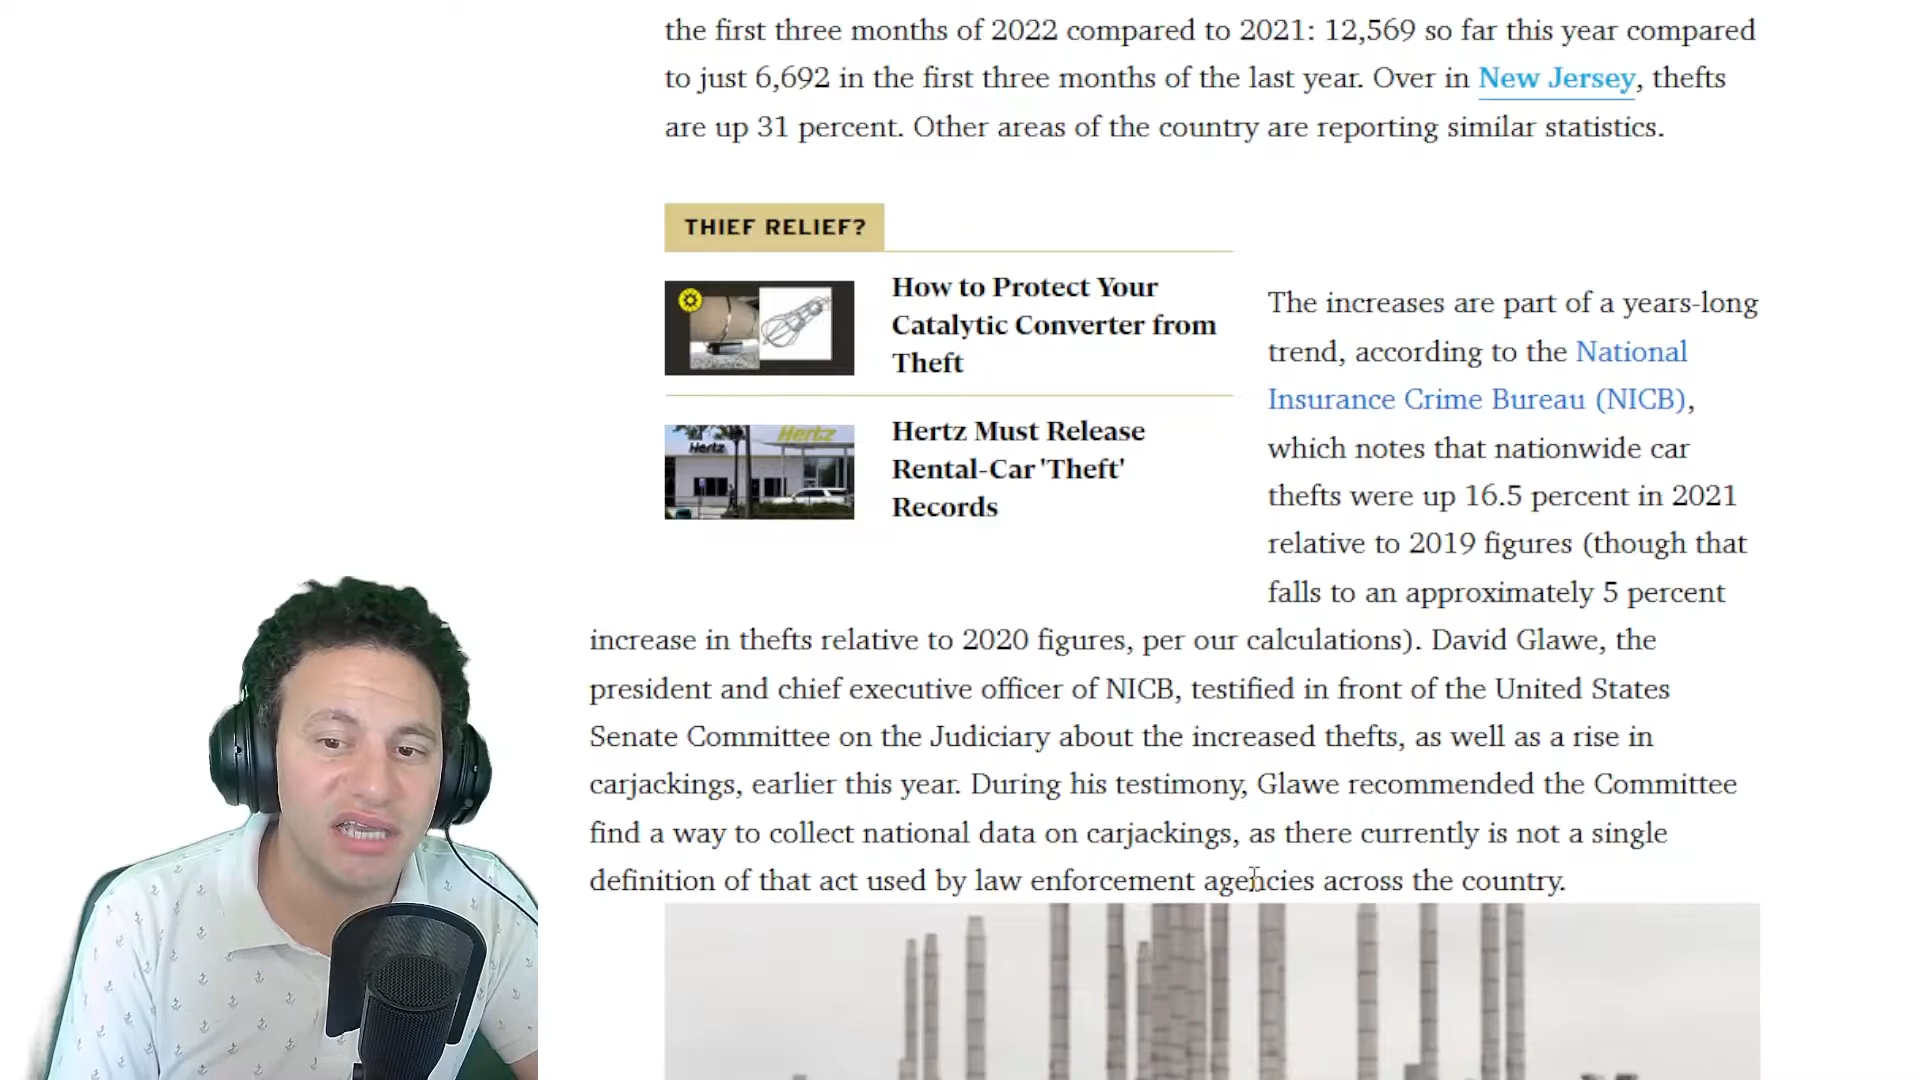 the first three months of 2022 compared to 2021: 12,569 so far this year compared
to just 6,692 in the first three months of the last year. Over in New Jersey, thefts
are up 31 percent. Other areas of the country are reporting similar statistics.
THIEF RELIEF?
How to Protect Your
Catalytic Converter from
Theft
Hertz
Hertz
Hertz Must Release
Rental-Car 'Theft'
Records
The increases are part of a years-long
trend, according to the National
Insurance Crime Bureau (NICB),
which notes that nationwide car
thefts were up 16.5 percent in 2021
relative to 2019 figures (though that
falls to an approximately 5 percent
increase in thefts relative to 2020 figures, per our calculations). David Glawe, the
president and chief executive officer of NICB, testified in front of the United States
Senate Committee on the Judiciary about the increased thefts, as well as a rise in
carjackings, earlier this year. During his testimony, Glawe recommended the Committee
find a way to collect national data on carjackings, as there currently is not a single
definition of that act used by law enforcement agencies across the country.